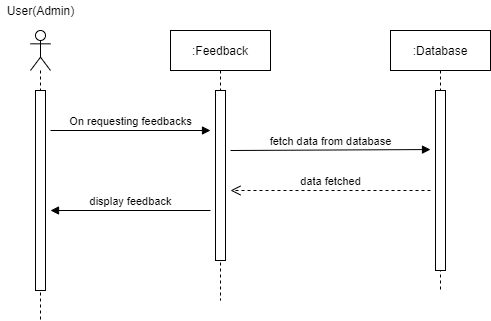 User(Admin)
:Feedback
:Database
On requesting feedbacks
fetch data from database
data fetched
display feedback